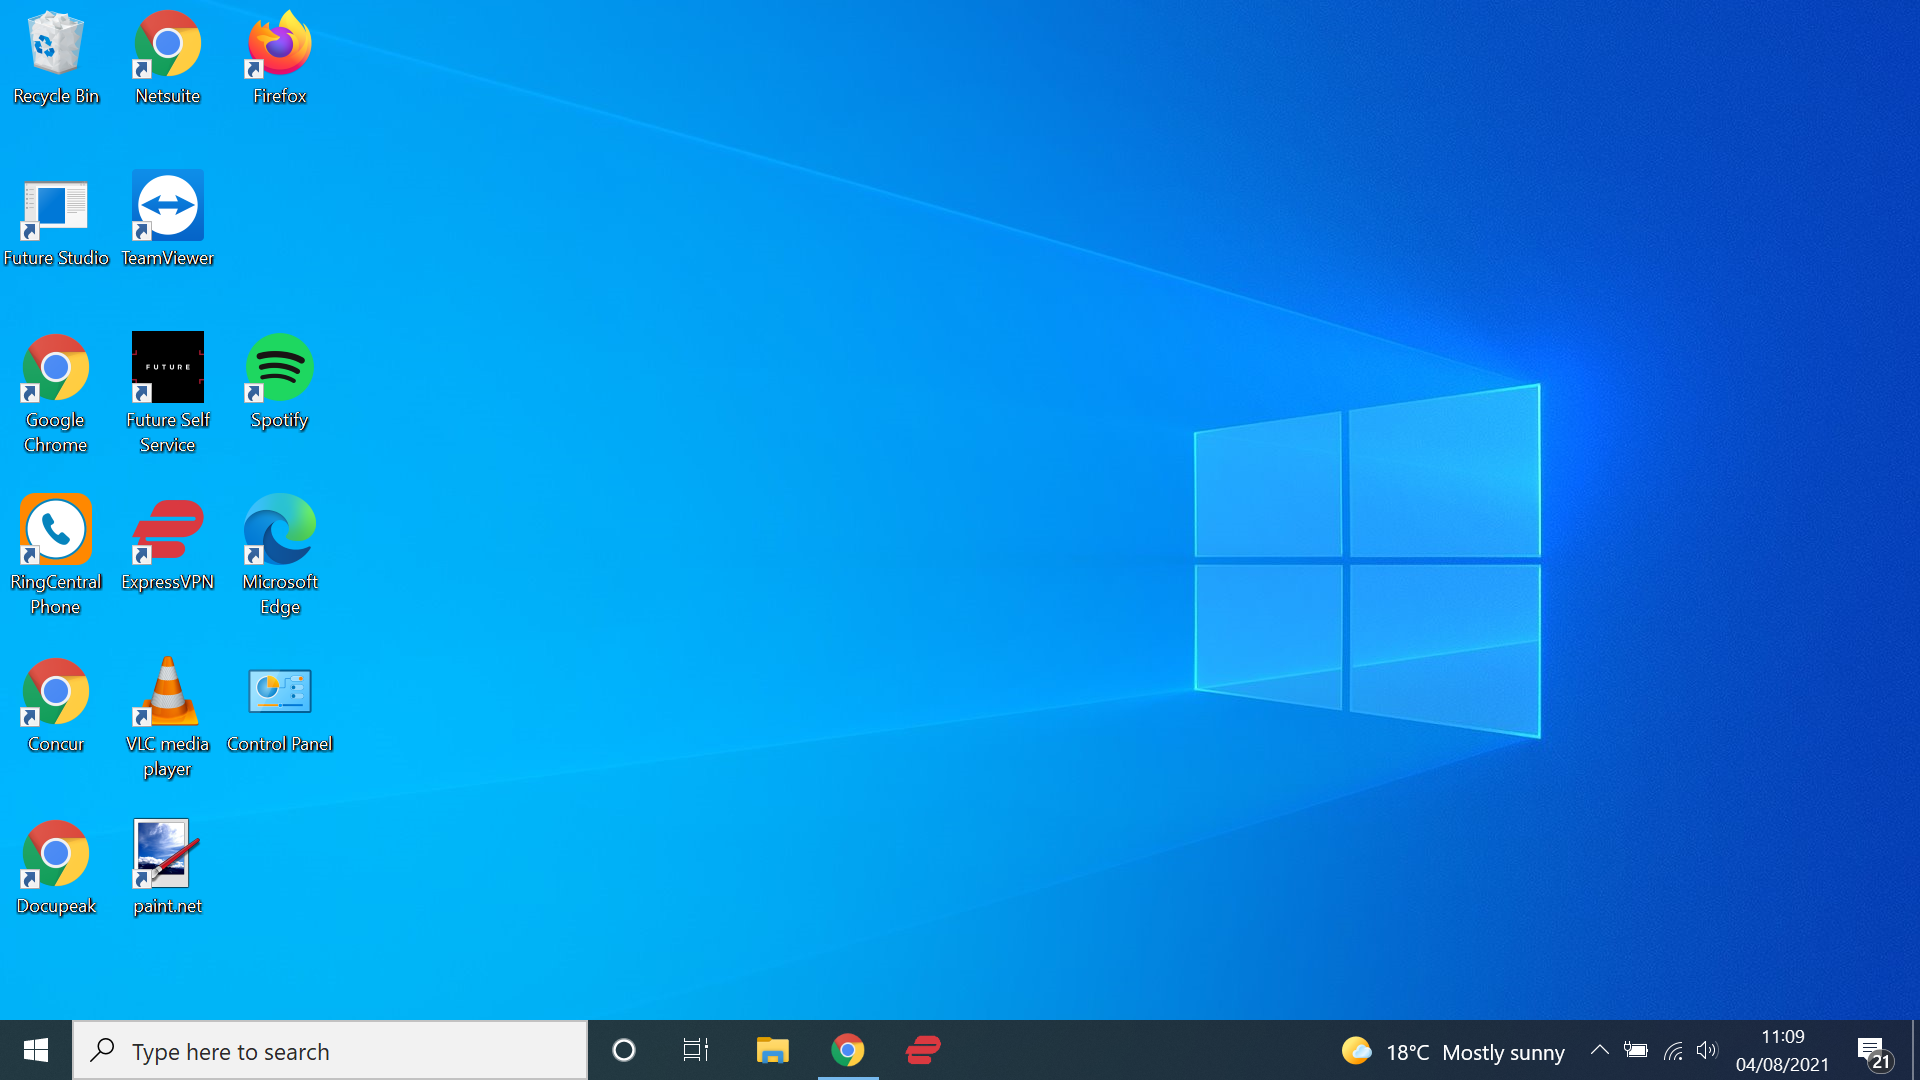 Recycle Bin
Netsuite
Firefox
Future Studio
TeamViewer
Google
Chrome
FUTURE
Future Self
Service
Spotify
RingCentral
Phone
ExpressVPN
Microsoft
Edge
Concur
VLC media
player
Control Panel
Docupeak
paint.net
Type here to search
18°C Mostly sunny
11:09
04/08/2021
21